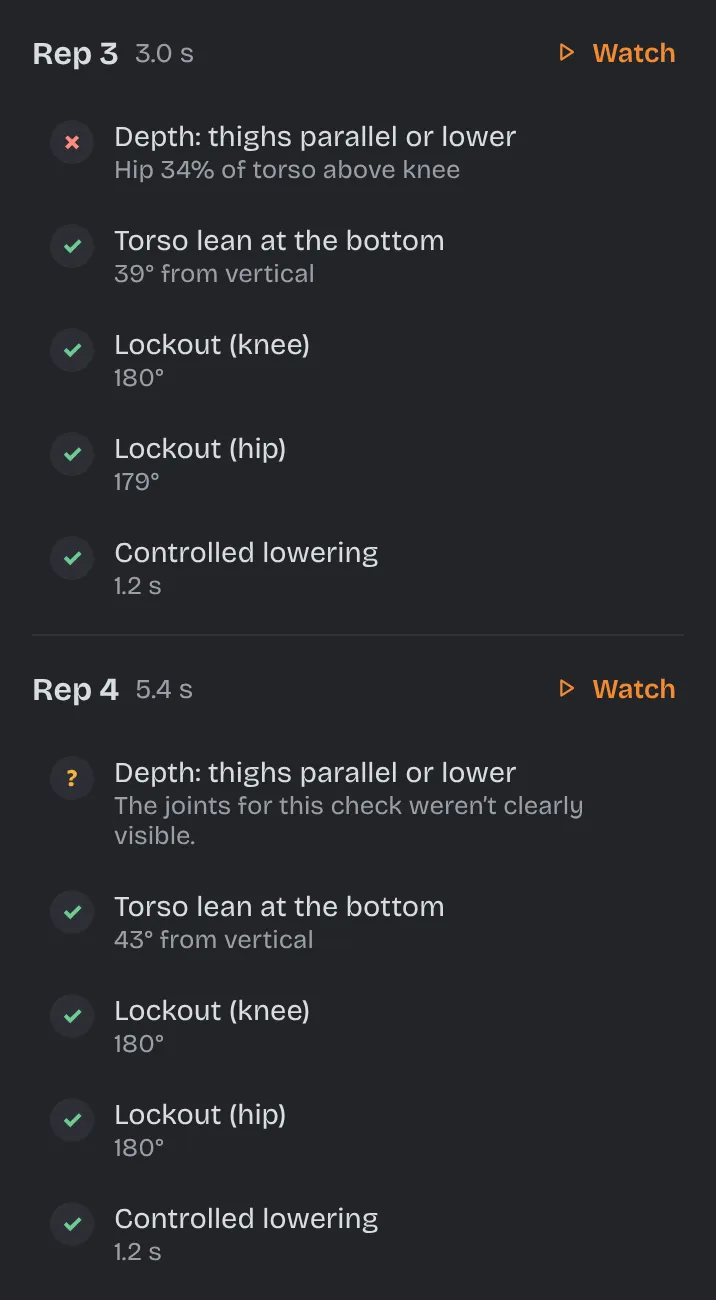 Rep 3 3.0 s Watch
Depth: thighs parallel or lower
Hip 34% of torso above knee
Torso lean at the bottom
39° from vertical
Lockout (knee)
180°
Lockout (hip)
179°
Controlled lowering
1.2 s
Rep 4 5.4 s Watch
?
Depth: thighs parallel or lower
The joints for this check weren't clearly
visible.
Torso lean at the bottom
43° from vertical
Lockout (knee)
180°
Lockout (hip)
180°
Controlled lowering
1.2 s